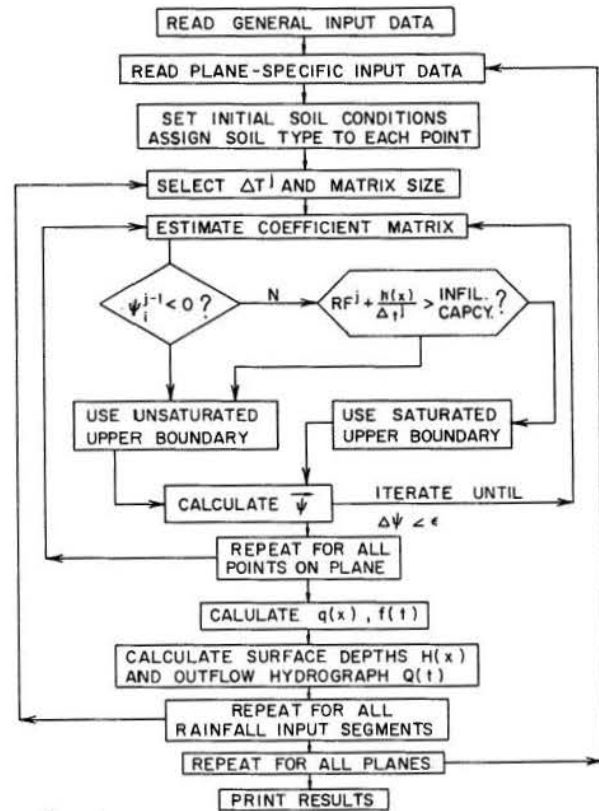 READ GENERAL INPUT DATA
READ PLANE-SPECIFIC INPUT DATA
SET INITIAL SOIL CONDITIONS
ASSIGN SOIL TYPE TO EACH POINT
SELECT ΔT^j AND MATRIX SIZE
ESTIMATE COEFFICIENT MATRIX
ψ_i^{j-1} < 0 ?
N
RF^j + h(x)/Δt^j > INFIL. CAPCY. ?
USE UNSATURATED
UPPER BOUNDARY
USE SATURATED
UPPER BOUNDARY
CALCULATE ψ̅
ITERATE UNTIL
Δψ < ϵ
REPEAT FOR ALL
POINTS ON PLANE
CALULATE q(x), f(t)
CALCULATE SURFACE DEPTHS H(x)
AND OUTFLOW HYDROGRAPH Q(t)
REPEAT FOR ALL
RAINFALL INPUT SEGMENTS
REPEAT FOR ALL PLANES
PRINT RESULTS